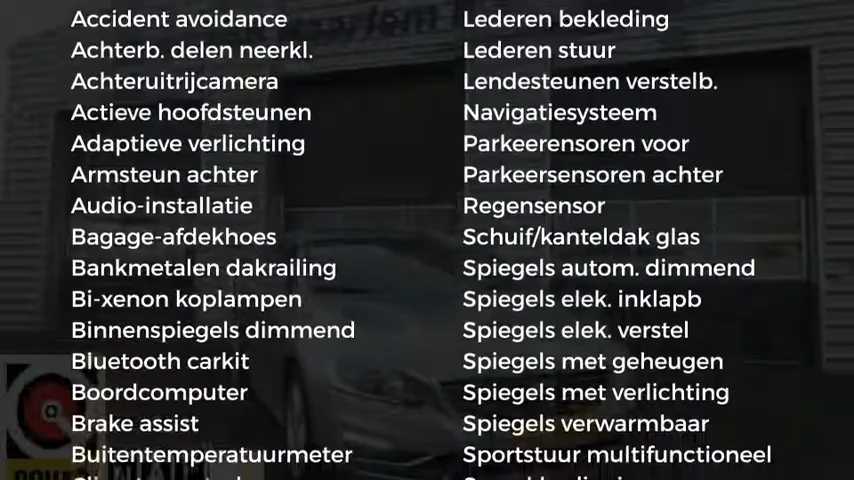 Accident avoidance
Achterb. delen neerkl.
Achteruitrijcamera
Actieve hoofdsteunen
Adaptieve verlichting
Armsteun achter
Audio-installatie
Bagage-afdekhoes
Bankmetalen dakrailing
Bi-xenon koplampen
Binnenspiegels dimmend
Bluetooth carkit
Boordcomputer
Brake assist
Buitentemperatuurmeter
Lederen bekleding
Lederen stuur
Lendesteunen verstelb.
Navigatiesysteem
Parkeerensoren voor
Parkeersensoren achter
Regensensor
Schuif/kanteldak glas
Spiegels autom. dimmend
Spiegels elek. inklapb
Spiegels elek. verstel
Spiegels met geheugen
Spiegels met verlichting
Spiegels verwarmbaar
Sportstuur multifunctioneel